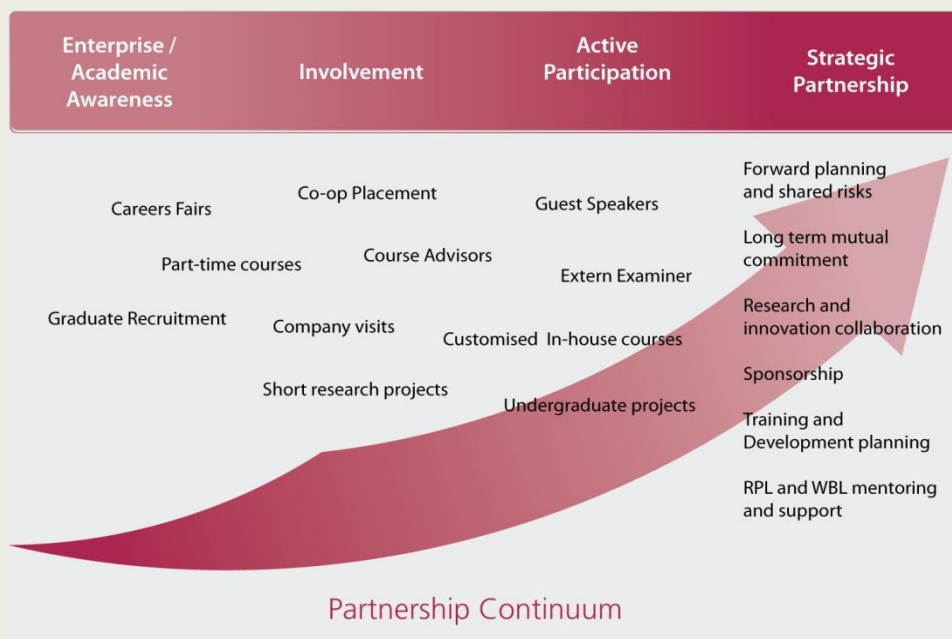 Enterprise /
Academic
Awareness
Involvement
Active
Participation
Strategic
Partnership
Careers Fairs
Part-time courses
Graduate Recruitment
Co-op Placement
Course Advisors
Company visits
Short research projects
Guest Speakers
Extern Examiner
Customised In-house courses
Undergraduate projects
Forward planning
and shared risks
Long term mutual
commitment
Research and
innovation collaboration
Sponsorship
Training and
Development planning
RPL and WBL mentoring
and support
Partnership Continuum